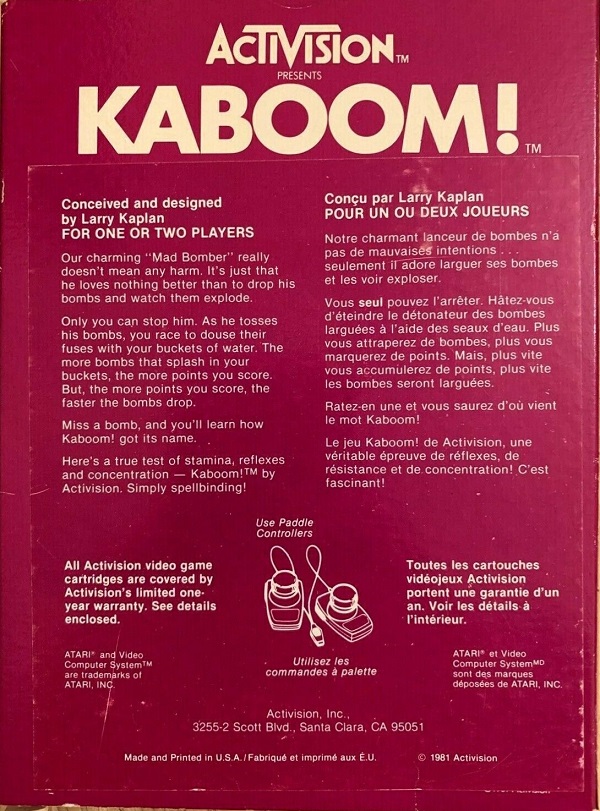 ACTIVISION™
PRESENTS
KABOOM!™
Conceived and designed
by Larry Kaplan
FOR ONE OR TWO PLAYERS
Our charming "Mad Bomber" really
doesn't mean any harm. It's just that
he loves nothing better than to drop his
bombs and watch them explode.
Only you can stop him. As he tosses
his bombs, you race to douse their
fuses with your buckets of water. The
more bombs that splash in your
buckets, the more points you score.
But, the more points you score, the
faster the bombs drop.
Miss a bomb, and you'll learn how
Kaboom! got its name.
Here's a true test of stamina, reflexes
and concentration — Kaboom!™ by
Activision. Simply spellbinding!
Conçu par Larry Kaplan
POUR UN OU DEUX JOUEURS
Notre charmant lanceur de bombes n'a
pas de mauvaises intentions . . .
seulement il adore larguer ses bombes
et les voir exploser.
Vous seul pouvez l'arrêter. Hâtez-vous
d'éteindre le détonateur des bombes
larguées à l'aide des seaux d'eau. Plus
vous attraperez de bombes, plus vous
marquerez de points. Mais, plus vite
vous accumulerez de points, plus vite
les bombes seront larguées.
Ratez-en une et vous saurez d'où vient
le mot Kaboom!
Le jeu Kaboom! de Activision, une
véritable épreuve de réflexes, de
résistance et de concentration! C'est
fascinant!
Use Paddle
Controllers
All Activision video game
cartridges are covered by
Activision's limited one-
year warranty. See details
enclosed.
Toutes les cartouches
vidéojeux Activision
portent une garantie d'un
an. Voir les détails à
l'intérieur.
Utilisez les
commandes à palette
ATARI® and Video
Computer System™
are trademarks of
ATARI, INC.
ATARI® et Video
Computer System MD
sont des marques
déposées de ATARI, INC.
Activision, Inc.,
3255-2 Scott Blvd., Santa Clara, CA 95051
Made and Printed in U.S.A. / Fabriqué et imprimé aux É.U.
© 1981 Activision